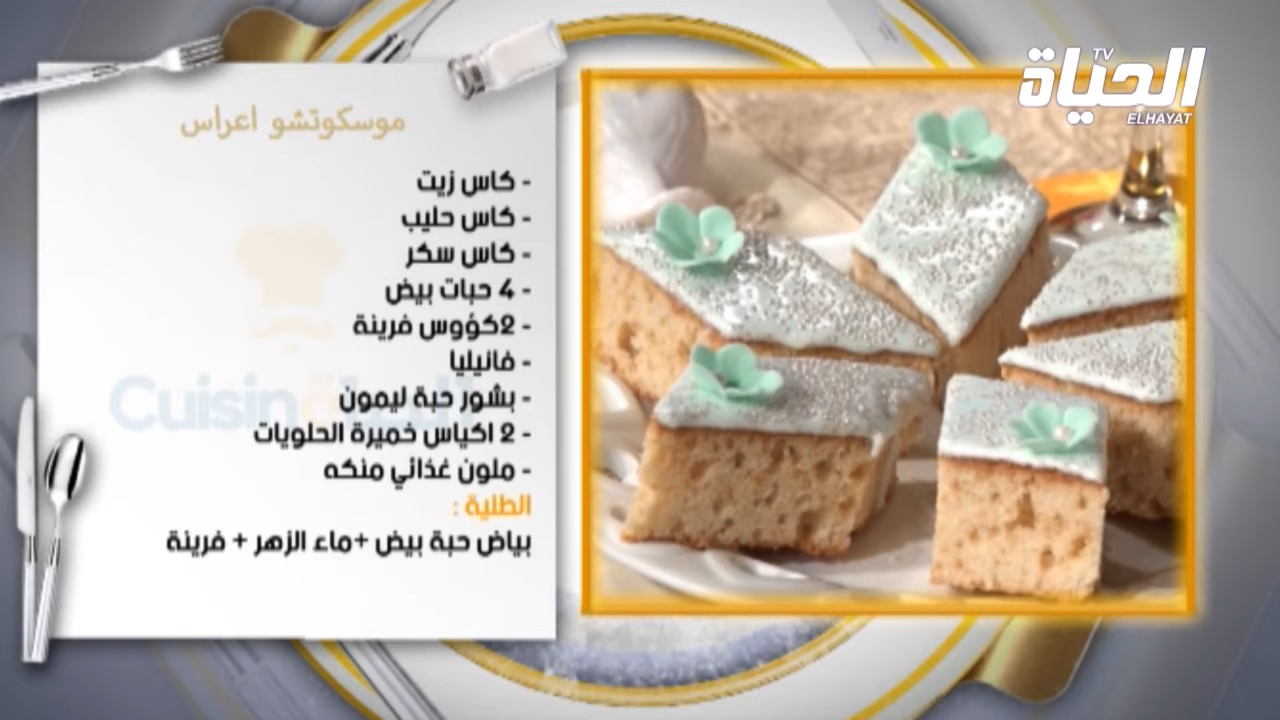 الحياة TV
ELHAYAT
موسكوتشو اعراس
- كاس زيت
- كاس حليب
- كاس سكر
- 4 حبات بيض
- 2كؤوس فرينة
- فانيليا
- بشور حبة ليمون
- 2 اكياس خميرة الحلويات
- ملون غذائي منكه
الطلية :
بياض حبة بيض +ماء الزهر + فرينة